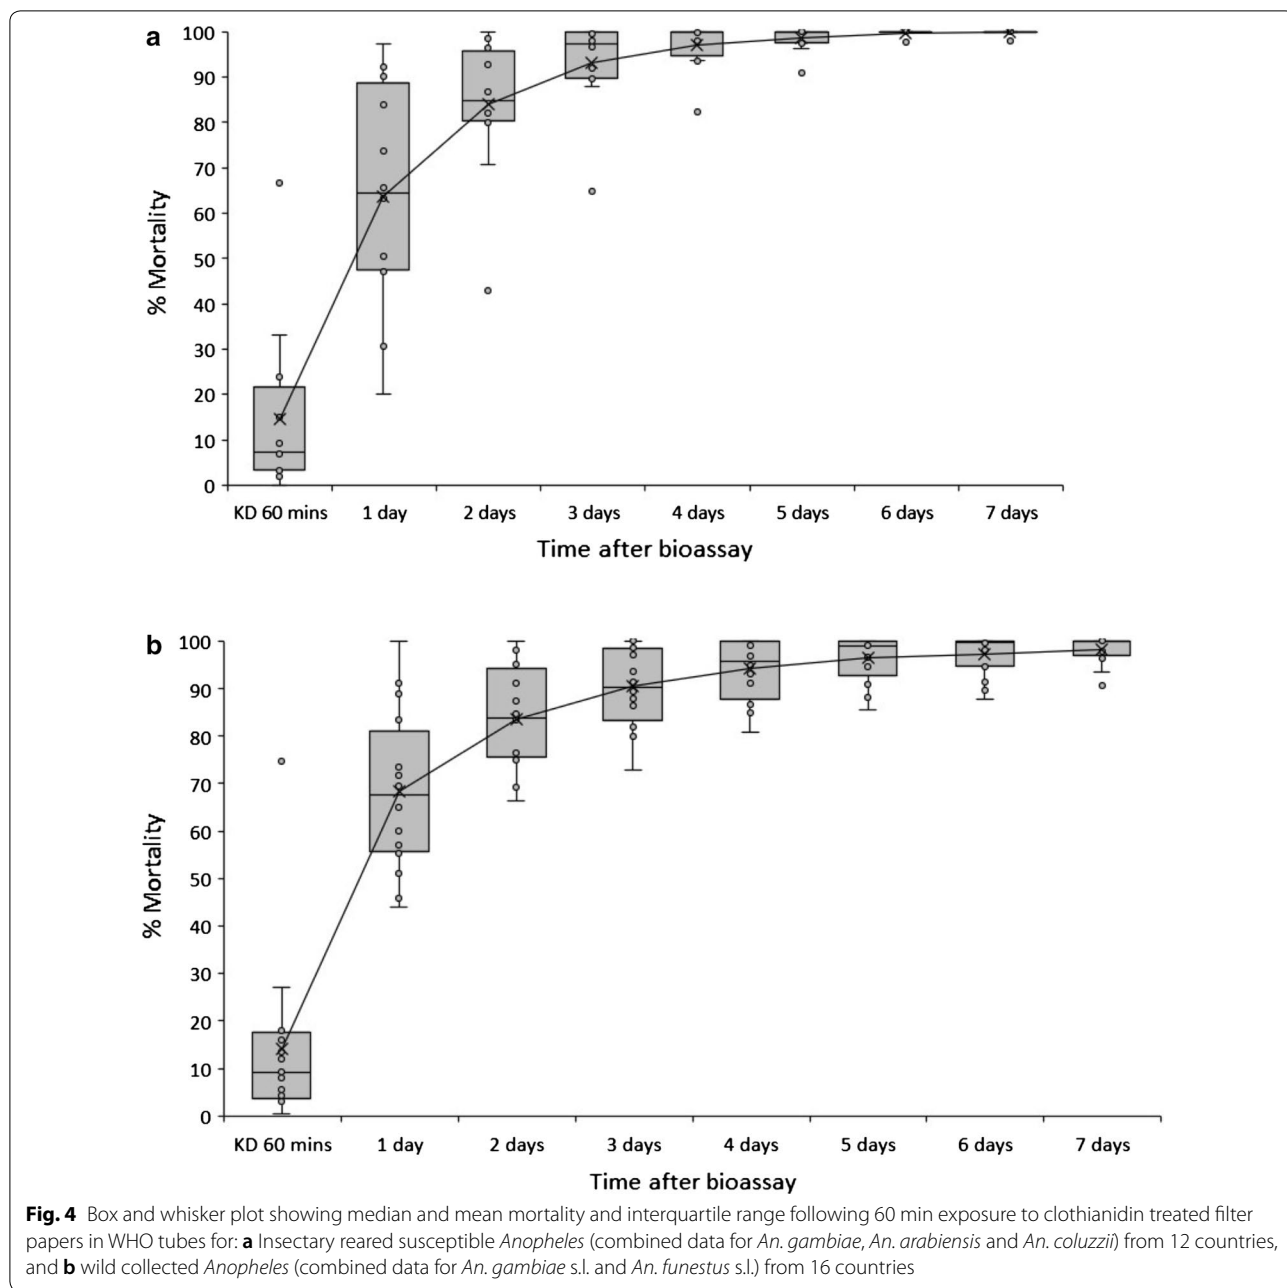 a
100
90
80
70
60
50
40
30
20
10
0
% Mortality
KD 60 mins 1 day 2 days 3 days 4 days 5 days 6 days 7 days
Time after bioassay
b
100
90
80
70
60
50
40
30
20
10
0
% Mortality
KD 60 mins 1 day 2 days 3 days 4 days 5 days 6 days 7 days
Time after bioassay
Fig. 4 Box and whisker plot showing median and mean mortality and interquartile range following 60 min exposure to clothianidin treated filter
papers in WHO tubes for: a Insectary reared susceptible Anopheles (combined data for An. gambiae, An. arabiensis and An. coluzzii) from 12 countries,
and b wild collected Anopheles (combined data for An. gambiae s.l. and An. funestus s.l.) from 16 countries